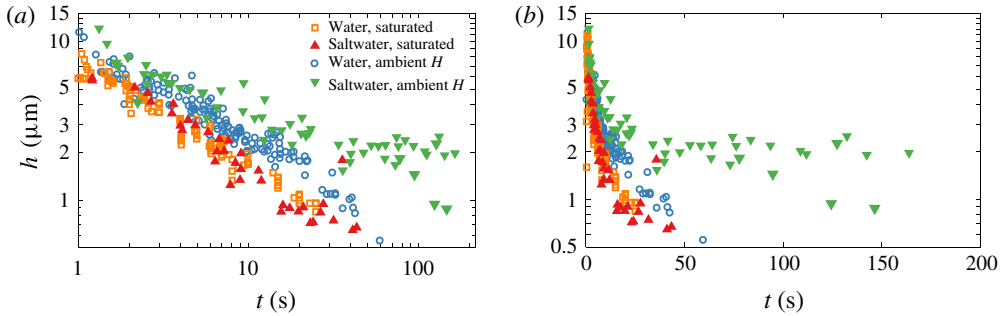 (a)
15
10
5
3
2
1
h (μm)
1
10
100
t (s)
Water, saturated
Saltwater, saturated
Water, ambient H
Saltwater, ambient H
(b)
15
10
5
3
2
1
0.5
0
50
100
150
200
t (s)